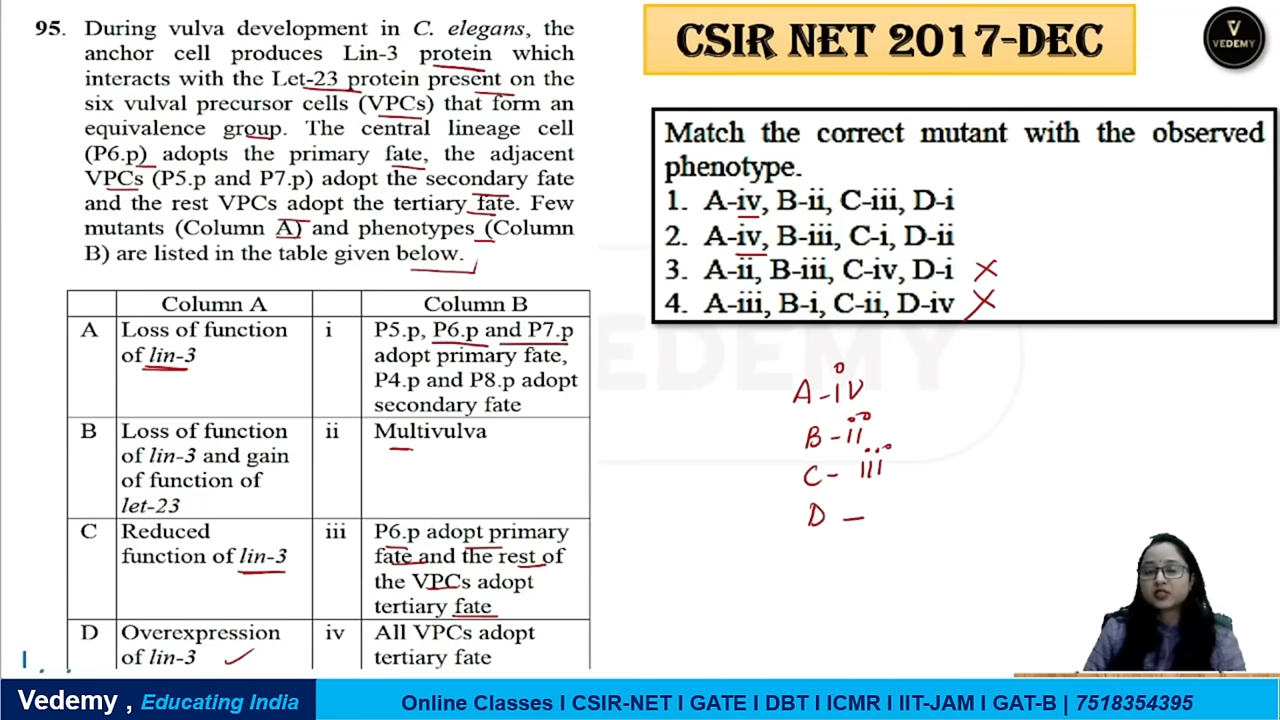 95. During vulva development in C. elegans, the
anchor cell produces Lin-3 protein which
interacts with the Let-23 protein present on the
six vulval precursor cells (VPCs) that form an
equivalence group. The central lineage cell
(P6.p) adopts the primary fate, the adjacent
VPCs (P5.p and P7.p) adopt the secondary fate
and the rest VPCs adopt the tertiary fate. Few
mutants (Column A) and phenotypes (Column
B) are listed in the table given below.
Column A Column B
A Loss of function i P5.p, P6.p and P7.p
of lin-3 adopt primary fate,
P4.p and P8.p adopt
secondary fate
B Loss of function ii Multivulva
of lin-3 and gain
of function of
let-23
C Reduced iii P6.p adopt primary
function of lin-3 fate and the rest of
the VPCs adopt
tertiary fate
D Overexpression iv All VPCs adopt
of lin-3 tertiary fate
CSIR NET 2017-DEC
VEDEMY
Match the correct mutant with the observed
phenotype.
1. A-iv, B-ii, C-iii, D-i
2. A-iv, B-iii, C-i, D-ii
3. A-ii, B-iii, C-iv, D-i
4. A-iii, B-i, C-ii, D-iv
A-iv
B-ii
C-iii
D -
VEDEMY
Vedemy , Educating India
Online Classes I CSIR-NET I GATE I DBT I ICMR I IIT-JAM I GAT-B | 7518354395